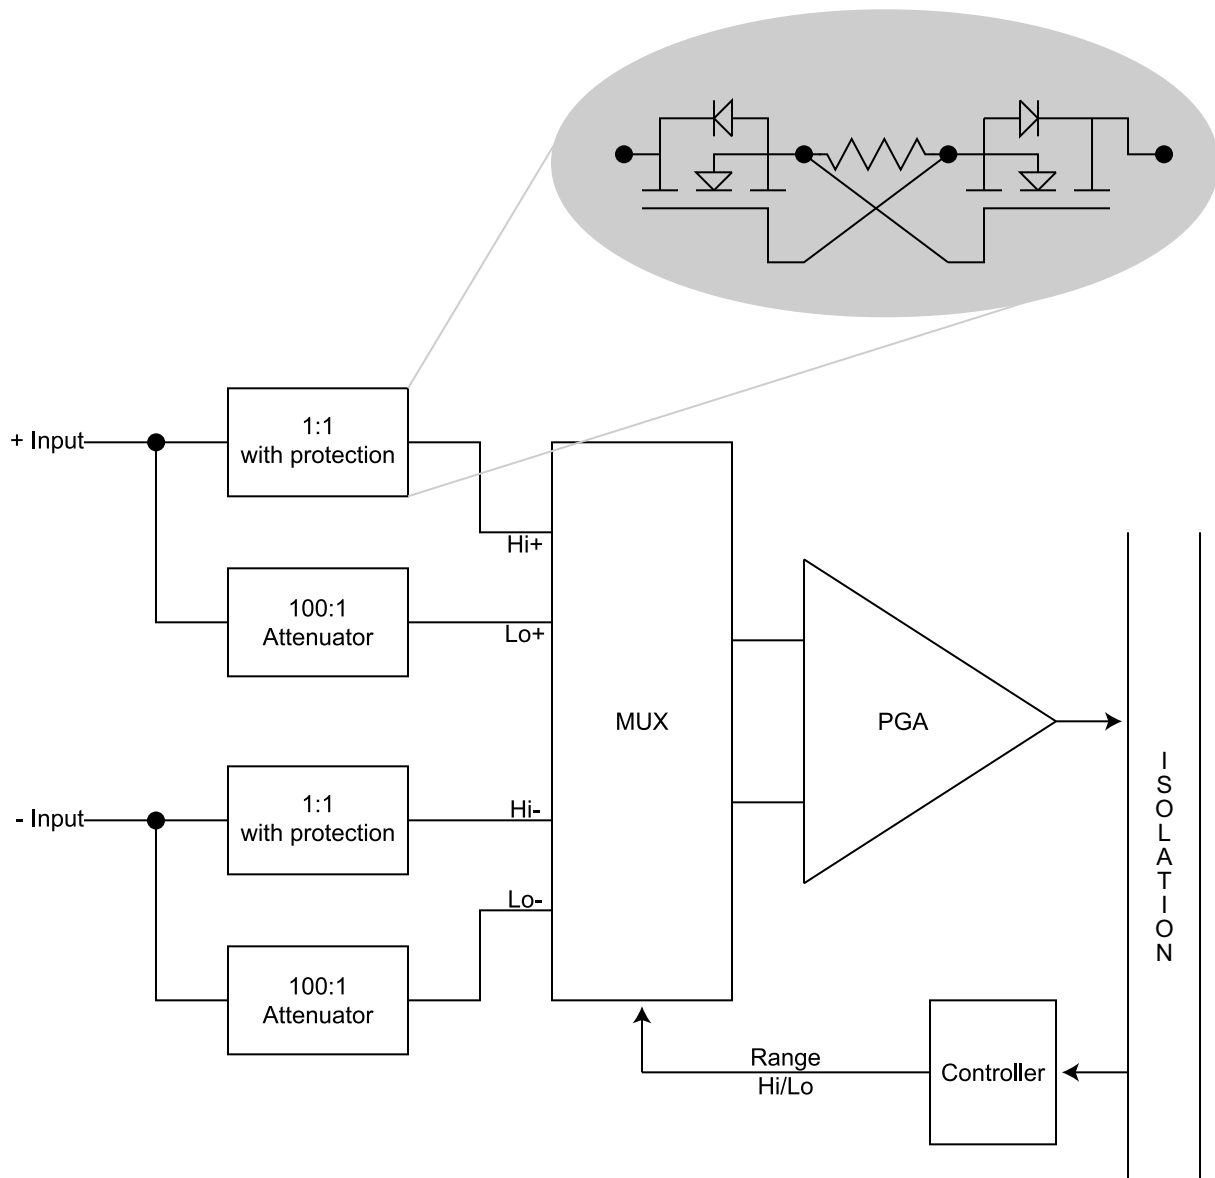 + Input
1:1
with protection
Hi+
100:1
Attenuator
Lo+
MUX
PGA
- Input
1:1
with protection
Hi-
Lo-
100:1
Attenuator
Range
Hi/Lo
Controller
ISOLATION